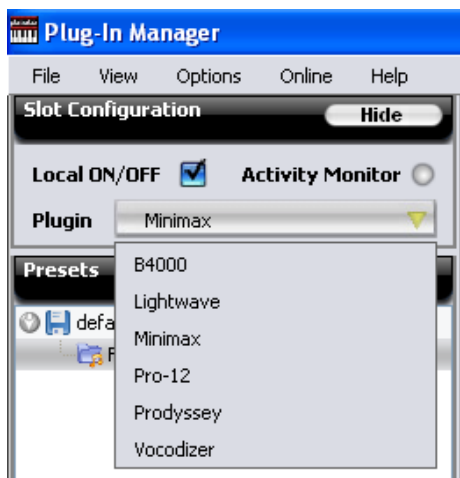 Plug-In Manager
File View Options Online Help
Slot Configuration Hide
Local ON/OFF Activity Monitor
Plugin Minimax
B4000
Presets
Lightwave
defa
Minimax
Pro-12
Prodyssey
Vocodizer